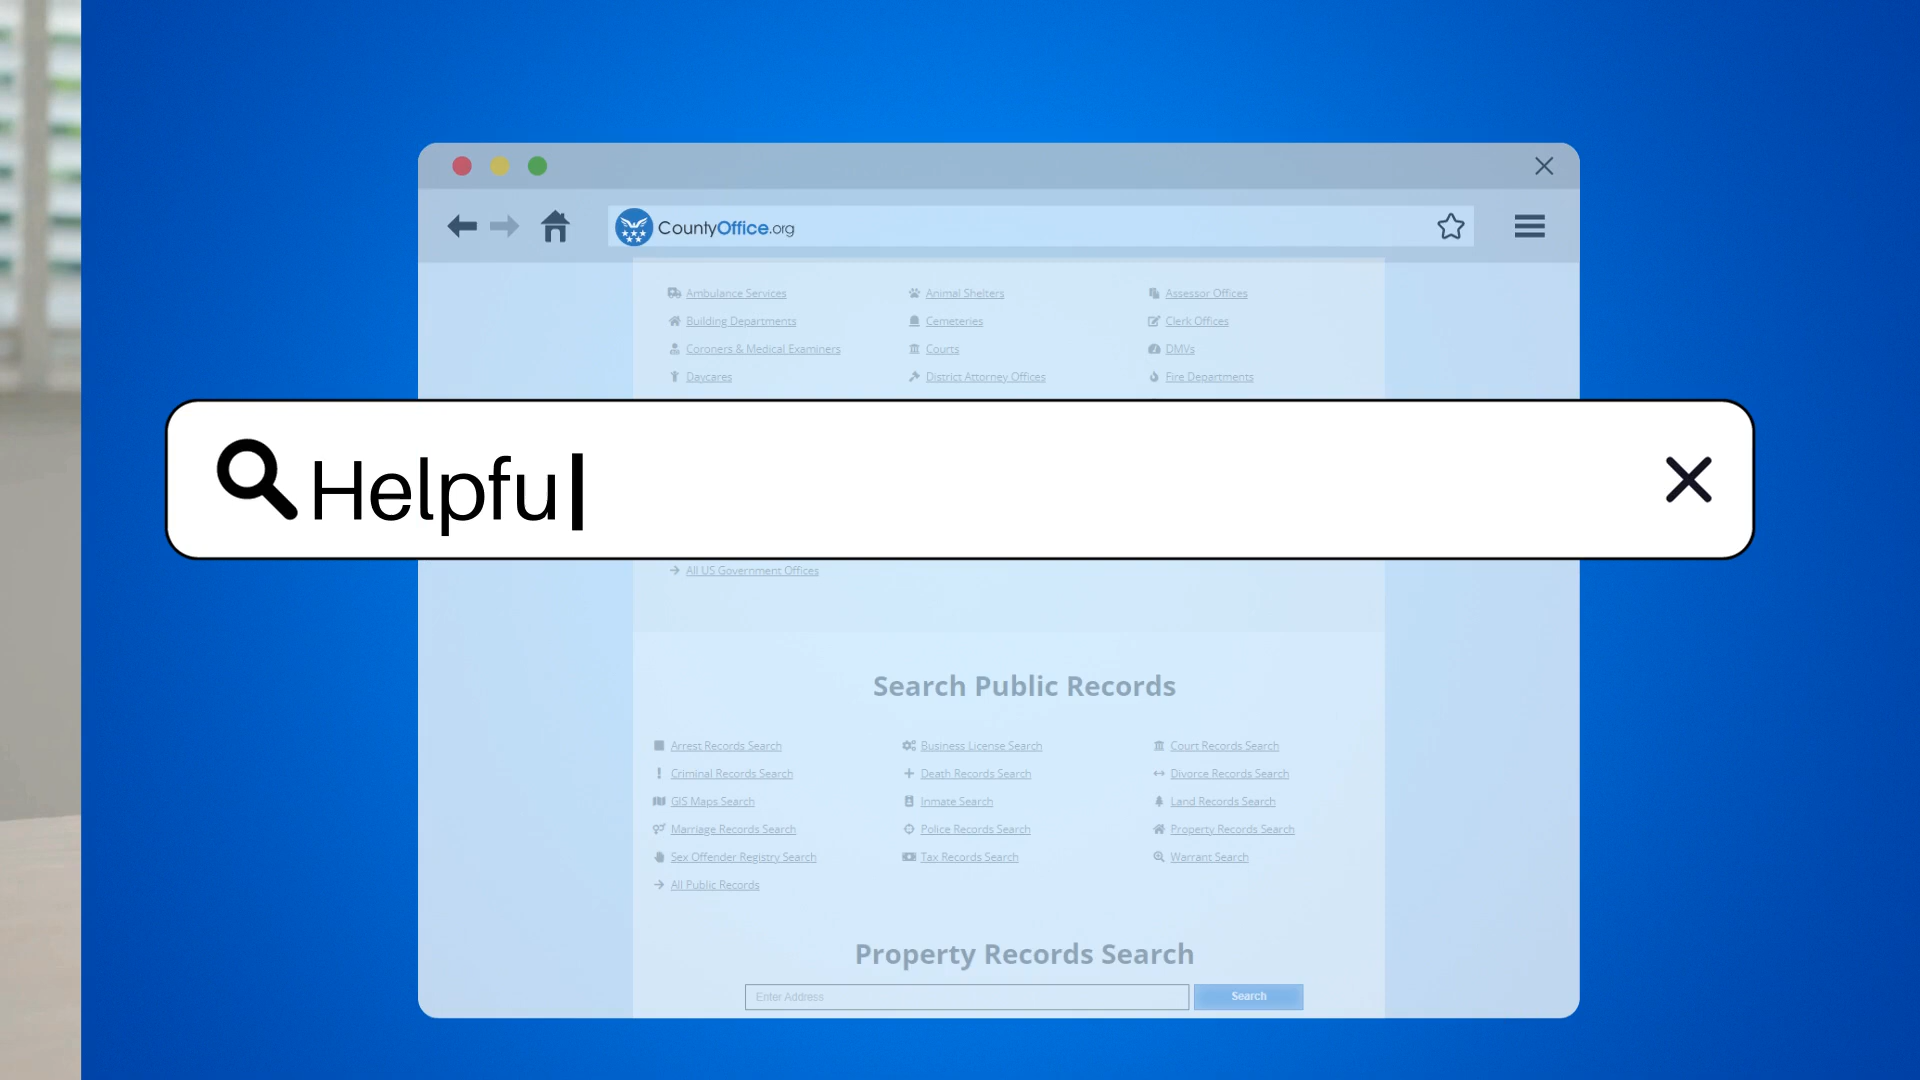 CountyOffice.org
Ambulance Services Animal Shelters Assessor Offices
Building Departments Cemeteries Clerk Offices
Coroners & Medical Examiners Courts DMVs
Daycares District Attorney Offices Fire Departments
Helpfu
All US Government Offices
Search Public Records
Arrest Records Search Business License Search Court Records Search
Criminal Records Search Death Records Search Divorce Records Search
GIS Maps Search Inmate Search Land Records Search
Marriage Records Search Police Records Search Property Records Search
Sex Offender Registry Search Tax Records Search Warrant Search
All Public Records
Property Records Search
Enter Address Search